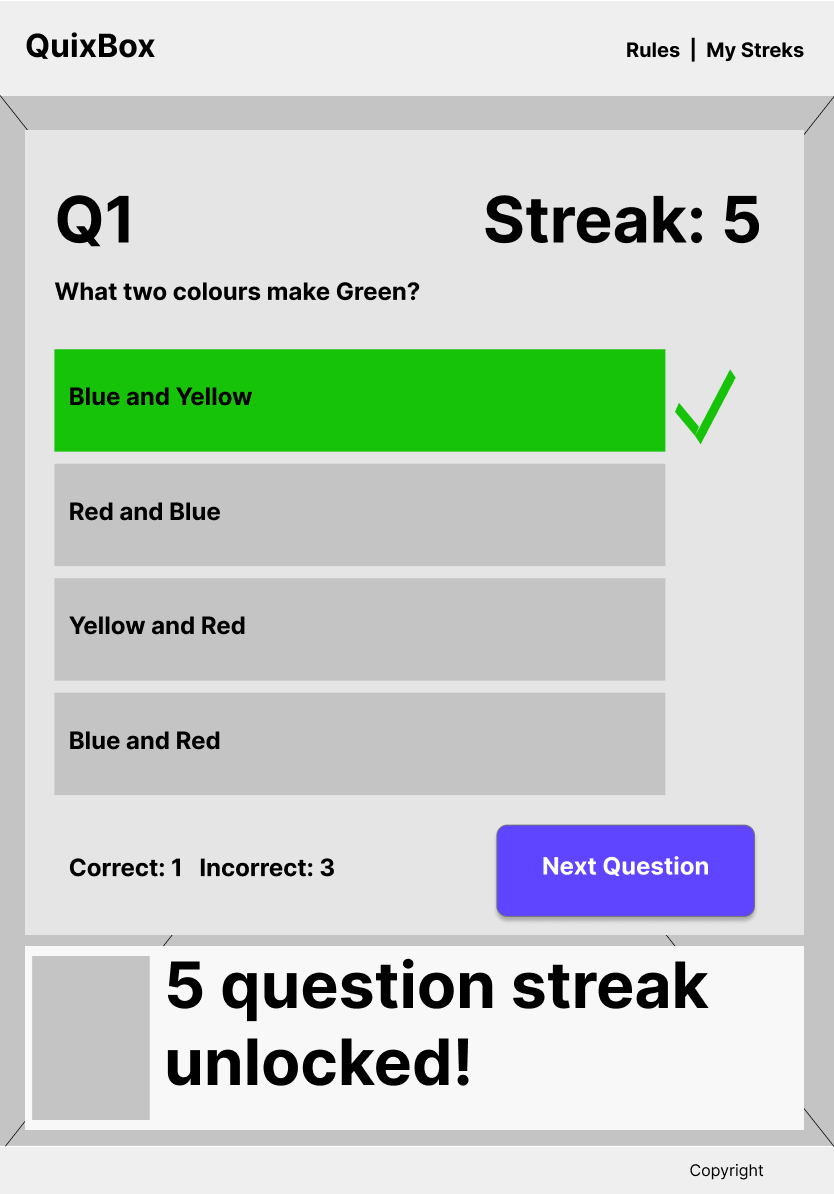 QuixBox
Rules | My Streks
Q1
Streak: 5
What two colours make Green?
Blue and Yellow
Red and Blue
Yellow and Red
Blue and Red
Correct: 1 Incorrect: 3
Next Question
5 question streak
unlocked!
Copyright